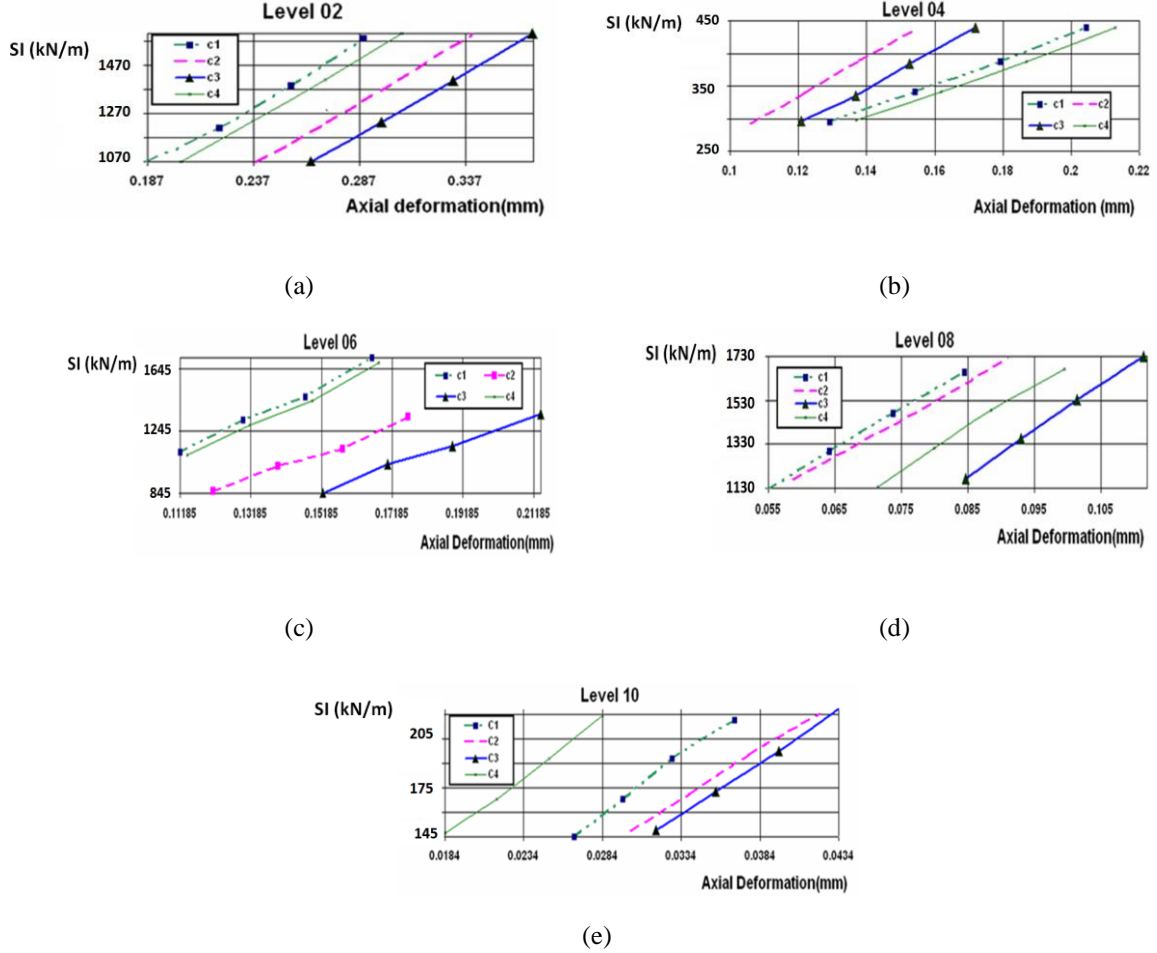 Level 02
SI (kN/m)
c1
c2
c3
c4
1470
1270
1070
0.187 0.237 0.287 0.337
Axial deformation(mm)
(a)
Level 04
SI (kN/m)
450
350
250
c1 c2
c3 c4
0.1 0.12 0.14 0.16 0.18 0.2 0.22
Axial Deformation (mm)
(b)
Level 06
SI (kN/m)
1645
1245
845
c1 c2
c3 c4
0.11185 0.13185 0.15185 0.17185 0.19185 0.21185
Axial Deformation(mm)
(c)
Level 08
SI (kN/m)
1730
1530
1330
1130
c1
c2
c3
c4
0.055 0.065 0.075 0.085 0.095 0.105
Axial Deformation(mm)
(d)
Level 10
SI (kN/m)
205
175
145
C1
C2
C3
C4
0.0184 0.0234 0.0284 0.0334 0.0384 0.0434
Axial Deformation(mm)
(e)